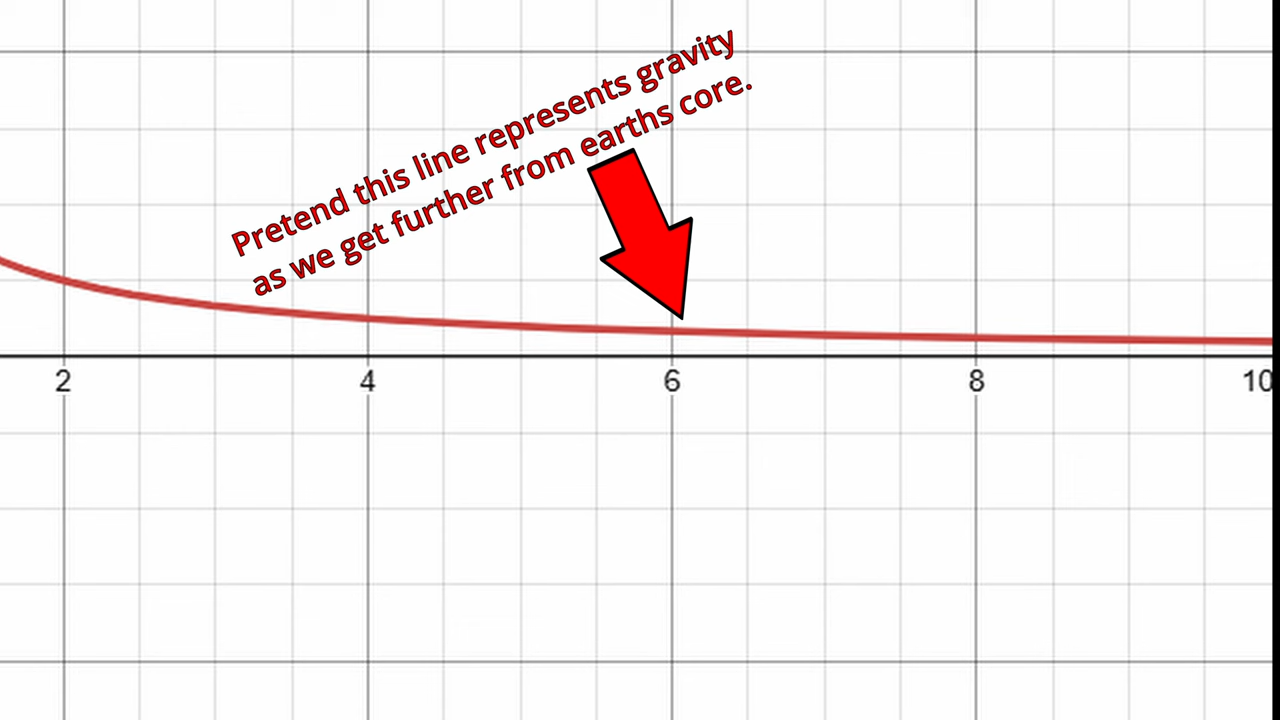 Pretend this line represents gravity
as we get further from earths core.
2 4 6 8 10